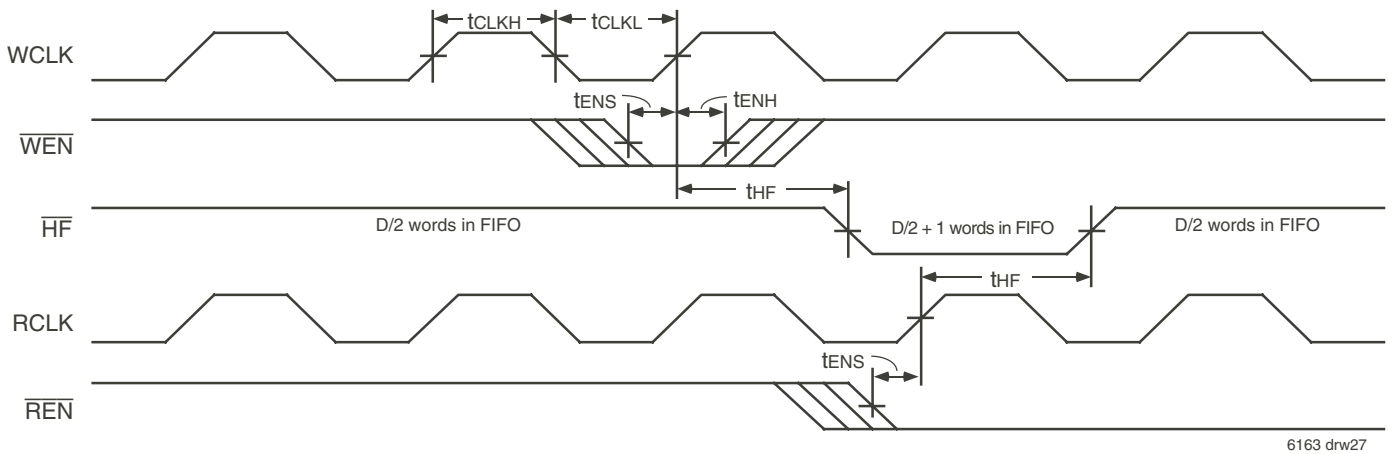 tCLKH tCLKL
WCLK
tENS tENH
WEN
tHF
HF D/2 words in FIFO D/2 + 1 words in FIFO D/2 words in FIFO
tHF
RCLK
tENS
REN
6163 drw27